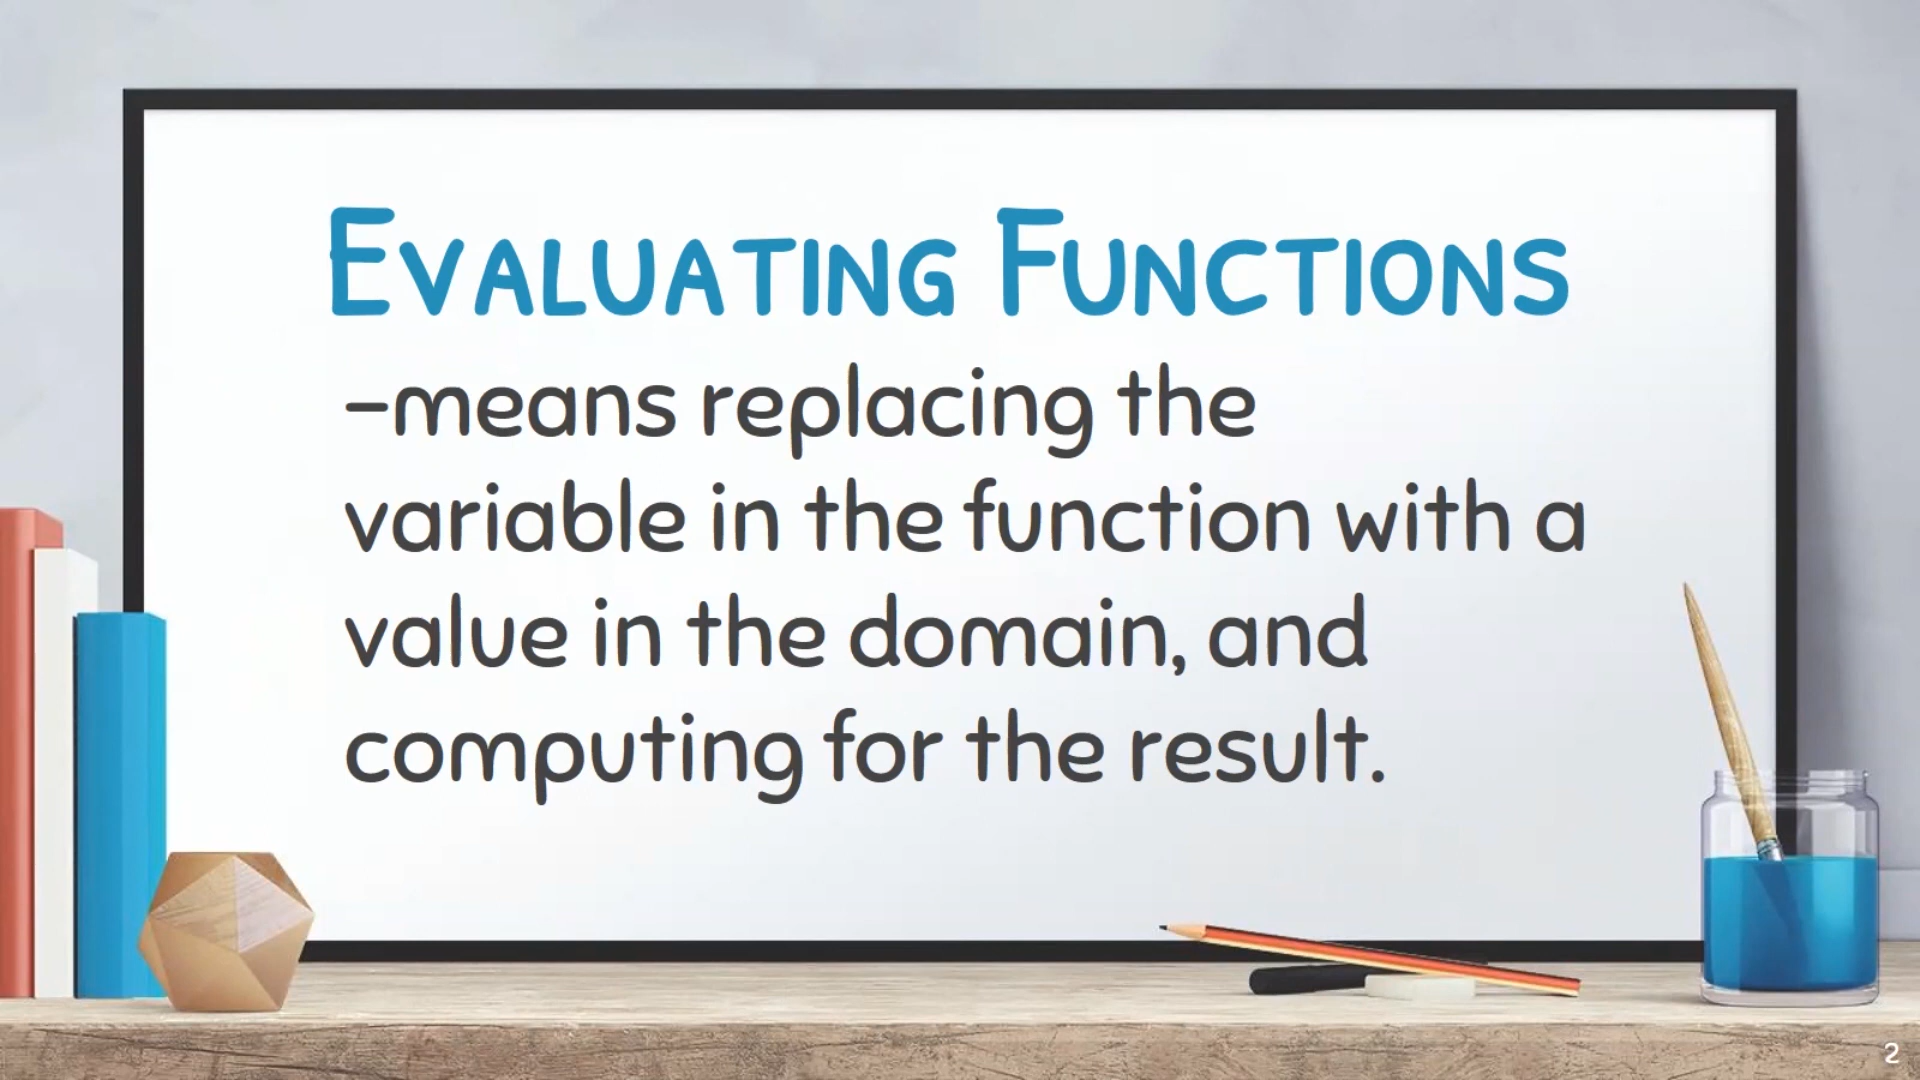 Evaluating Functions
-means replacing the
variable in the function with a
value in the domain, and
computing for the result.
2